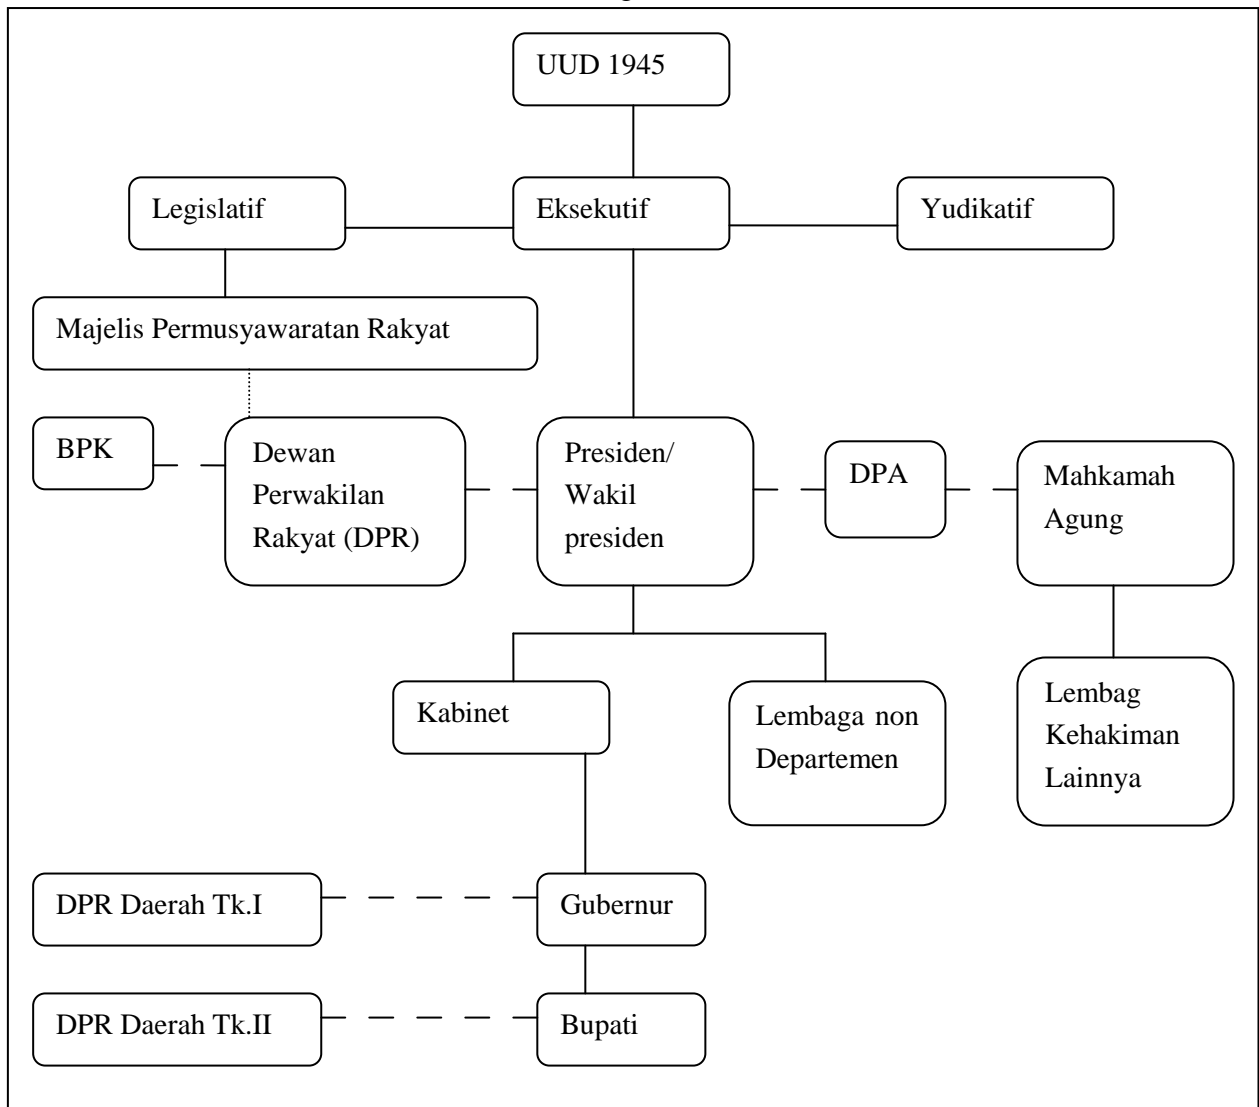 UUD 1945
Legislatif
Eksekutif
Yudikatif
Majelis Permusyawaratan Rakyat
BPK
Dewan
Perwakilan
Rakyat (DPR)
Presiden/
Wakil
presiden
DPA
Mahkamah
Agung
Kabinet
Lembaga non
Departemen
Lembag
Kehakiman
Lainnya
DPR Daerah Tk.I
Gubernur
DPR Daerah Tk.II
Bupati